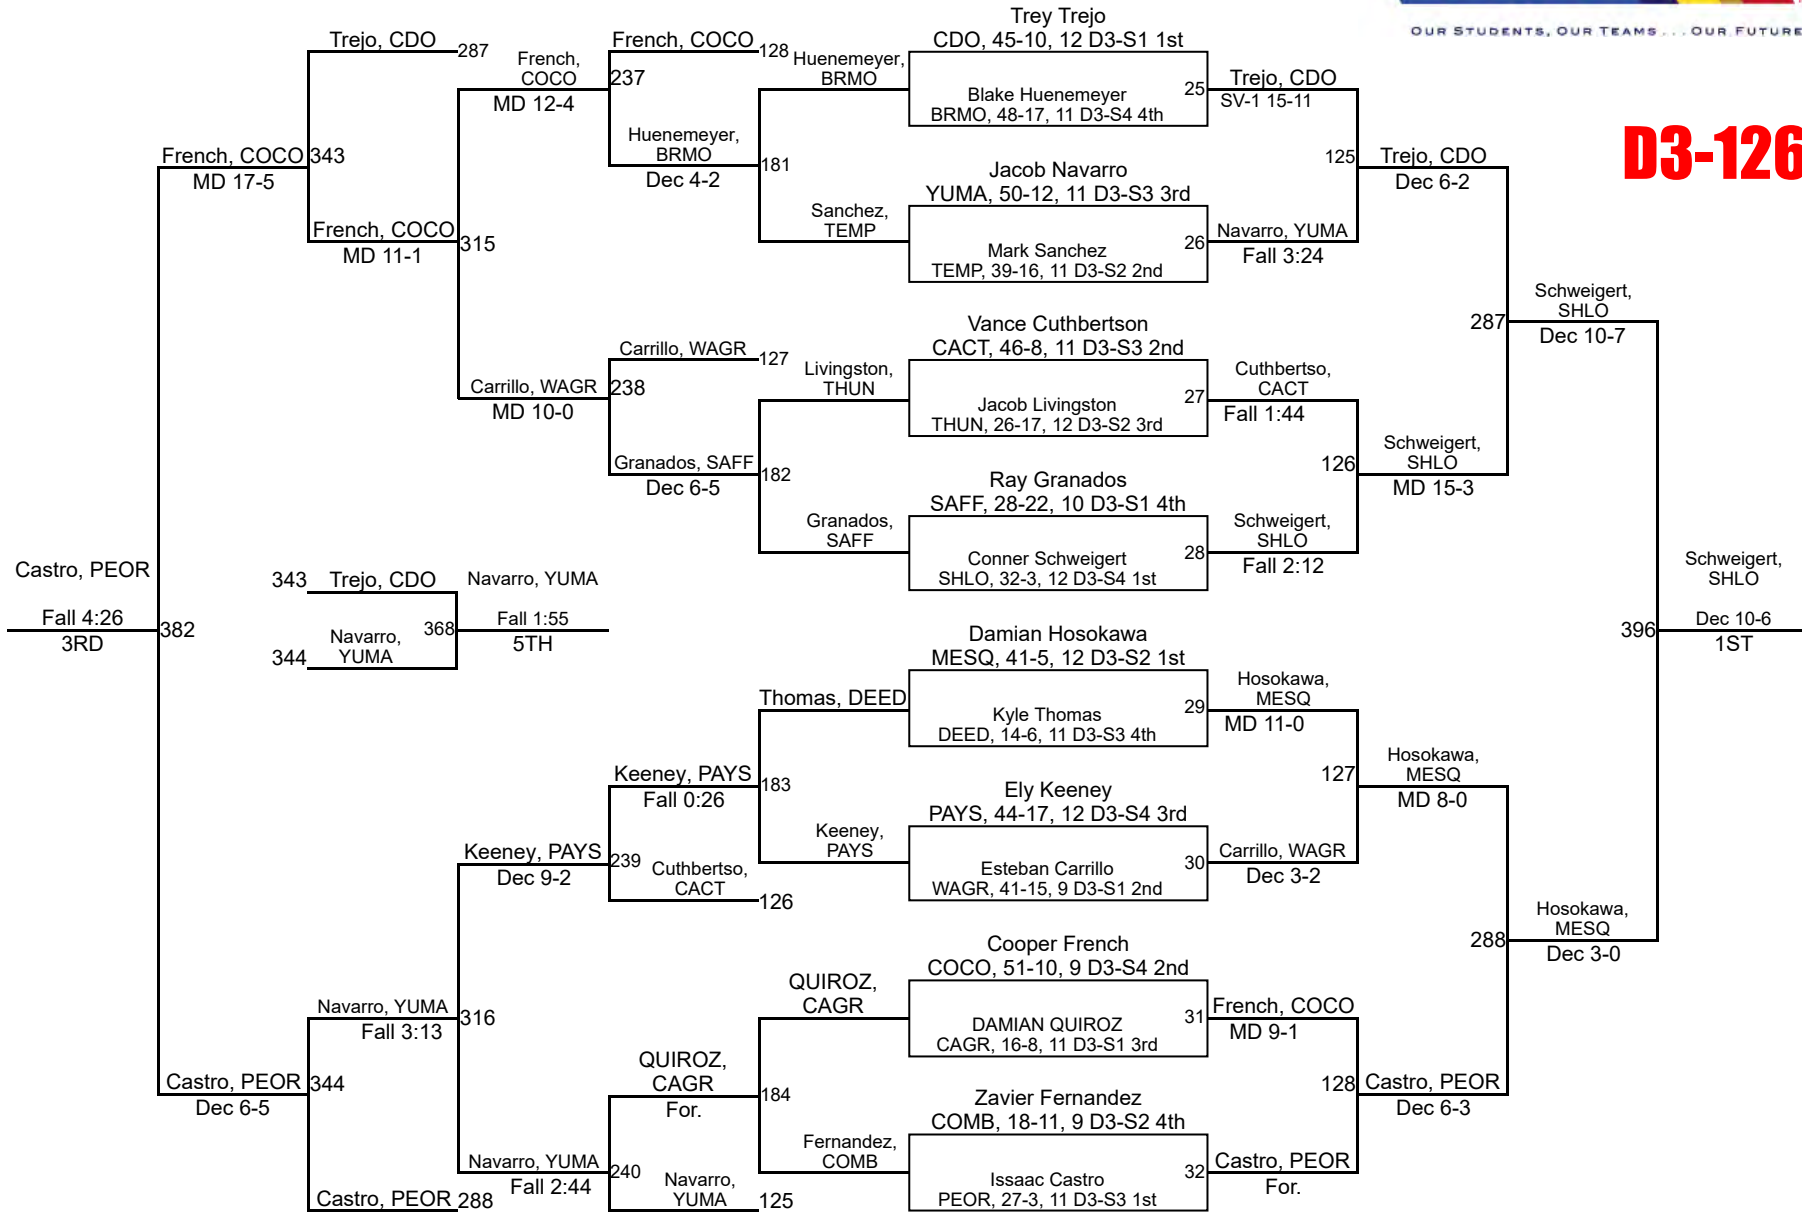 OUR STUDENTS, OUR TEAMS . . . OUR FUTURE
D3-126
Trey Trejo
CDO, 45-10, 12 D3-S1 1st
Blake Huenemeyer
BRMO, 48-17, 11 D3-S4 4th
25
Jacob Navarro
YUMA, 50-12, 11 D3-S3 3rd
Mark Sanchez
TEMP, 39-16, 11 D3-S2 2nd
26
Vance Cuthbertson
CACT, 46-8, 11 D3-S3 2nd
Jacob Livingston
THUN, 26-17, 12 D3-S2 3rd
27
Ray Granados
SAFF, 28-22, 10 D3-S1 4th
Conner Schweigert
SHLO, 32-3, 12 D3-S4 1st
28
Damian Hosokawa
MESQ, 41-5, 12 D3-S2 1st
Kyle Thomas
DEED, 14-6, 11 D3-S3 4th
29
Ely Keeney
PAYS, 44-17, 12 D3-S4 3rd
Esteban Carrillo
WAGR, 41-15, 9 D3-S1 2nd
30
Cooper French
COCO, 51-10, 9 D3-S4 2nd
DAMIAN QUIROZ
CAGR, 16-8, 11 D3-S1 3rd
31
Zavier Fernandez
COMB, 18-11, 9 D3-S2 4th
Issaac Castro
PEOR, 27-3, 11 D3-S3 1st
32
Trejo, CDO
SV-1 15-11
125
Navarro, YUMA
Fall 3:24
Cuthbertso,
CACT
Fall 1:44
126
Schweigert,
SHLO
Fall 2:12
Hosokawa,
MESQ
MD 11-0
127
Carrillo, WAGR
Dec 3-2
French, COCO
MD 9-1
128
Castro, PEOR
For.
Trejo, CDO
Dec 6-2
287
Schweigert,
SHLO
MD 15-3
Hosokawa,
MESQ
MD 8-0
288
Castro, PEOR
Dec 6-3
Schweigert,
SHLO
Dec 10-7
396
Hosokawa,
MESQ
Dec 3-0
Schweigert,
SHLO
Dec 10-6
1ST
Huenemeyer,
BRMO
181
Sanchez,
TEMP
Livingston,
THUN
182
Granados,
SAFF
Thomas, DEED
183
Keeney,
PAYS
QUIROZ,
CAGR
184
Fernandez,
COMB
French, COCO
128
237
Huenemeyer,
BRMO
Dec 4-2
Carrillo, WAGR
127
238
Granados, SAFF
Dec 6-5
Keeney, PAYS
Fall 0:26
239
Cuthbertso,
CACT
126
QUIROZ,
CAGR
For.
240
Navarro,
YUMA
125
French,
COCO
MD 12-4
315
Carrillo, WAGR
MD 10-0
Keeney, PAYS
Dec 9-2
316
Navarro, YUMA
Fall 2:44
Trejo, CDO
287
343
French, COCO
MD 11-1
Navarro, YUMA
Fall 3:13
344
Castro, PEOR
288
French, COCO
MD 17-5
382
Castro, PEOR
Dec 6-5
Castro, PEOR
Fall 4:26
3RD
343
Trejo, CDO
368
344
Navarro,
YUMA
Navarro, YUMA
Fall 1:55
5TH